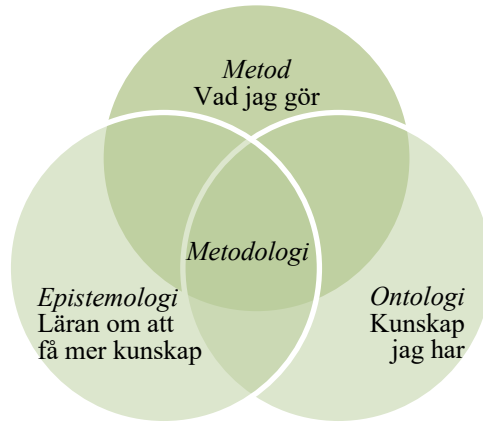 Metod
Vad jag gör
Metodologi
Epistemologi
Läran om att
få mer kunskap
Ontologi
Kunskap
jag har